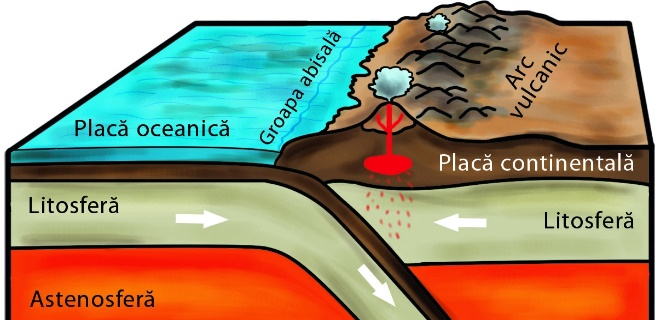 Groapa abisală
Arc
vulcanic
Placă oceanică
Placă continentală
Litosferă
Litosferă
Astenosferă